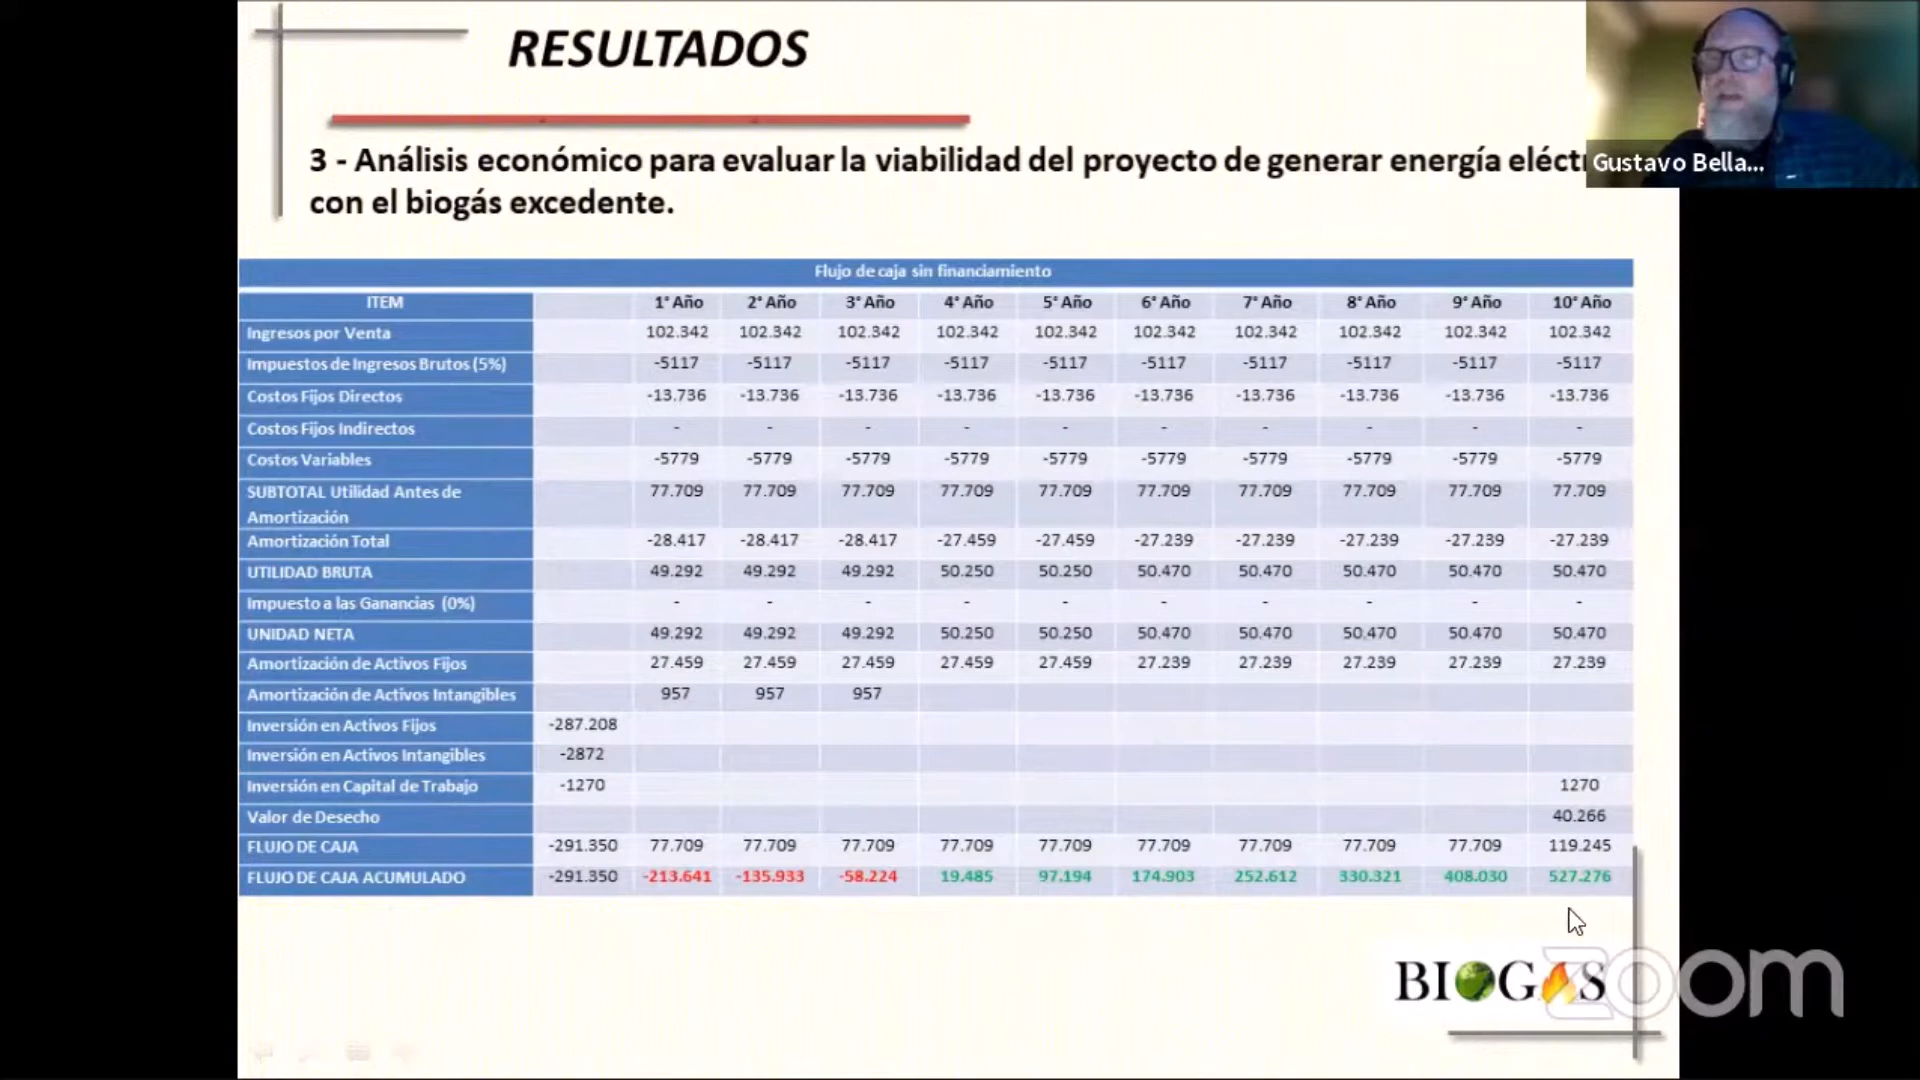 RESULTADOS
3 - Análisis económico para evaluar la viabilidad del proyecto de generar energía
con el biogás excedente.
Gustavo Bella...
Flujo de caja sin financiamiento
ITEM 1° Año 2° Año 3° Año 4° Año 5° Año 6° Año 7° Año 8° Año 9° Año 10° Año
Ingresos por Venta 102.342 102.342 102.342 102.342 102.342 102.342 102.342 102.342 102.342 102.342
Impuestos de Ingresos Brutos (5%) -5117 -5117 -5117 -5117 -5117 -5117 -5117 -5117 -5117 -5117
Costos Fijos Directos -13.736 -13.736 -13.736 -13.736 -13.736 -13.736 -13.736 -13.736 -13.736 -13.736
Costos Fijos Indirectos - - - - - - - - - -
Costos Variables -5779 -5779 -5779 -5779 -5779 -5779 -5779 -5779 -5779 -5779
SUBTOTAL Utilidad Antes de 77.709 77.709 77.709 77.709 77.709 77.709 77.709 77.709 77.709 77.709
Amortización
Amortización Total -28.417 -28.417 -28.417 -27.459 -27.459 -27.239 -27.239 -27.239 -27.239 -27.239
UTILIDAD BRUTA 49.292 49.292 49.292 50.250 50.250 50.470 50.470 50.470 50.470 50.470
Impuesto a las Ganancias (0%) - - - - - - - - - -
UNIDAD NETA 49.292 49.292 49.292 50.250 50.250 50.470 50.470 50.470 50.470 50.470
Amortización de Activos Fijos 27.459 27.459 27.459 27.459 27.459 27.239 27.239 27.239 27.239 27.239
Amortización de Activos Intangibles 957 957 957
Inversión en Activos Fijos -287.208
Inversión en Activos Intangibles -2872
Inversión en Capital de Trabajo -1270 1270
Valor de Desecho 40.266
FLUJO DE CAJA -291.350 77.709 77.709 77.709 77.709 77.709 77.709 77.709 77.709 77.709 119.245
FLUJO DE CAJA ACUMULADO -291.350 -213.641 -135.933 -58.224 19.485 97.194 174.903 252.612 330.321 408.030 527.276
BIOGAS
zoom